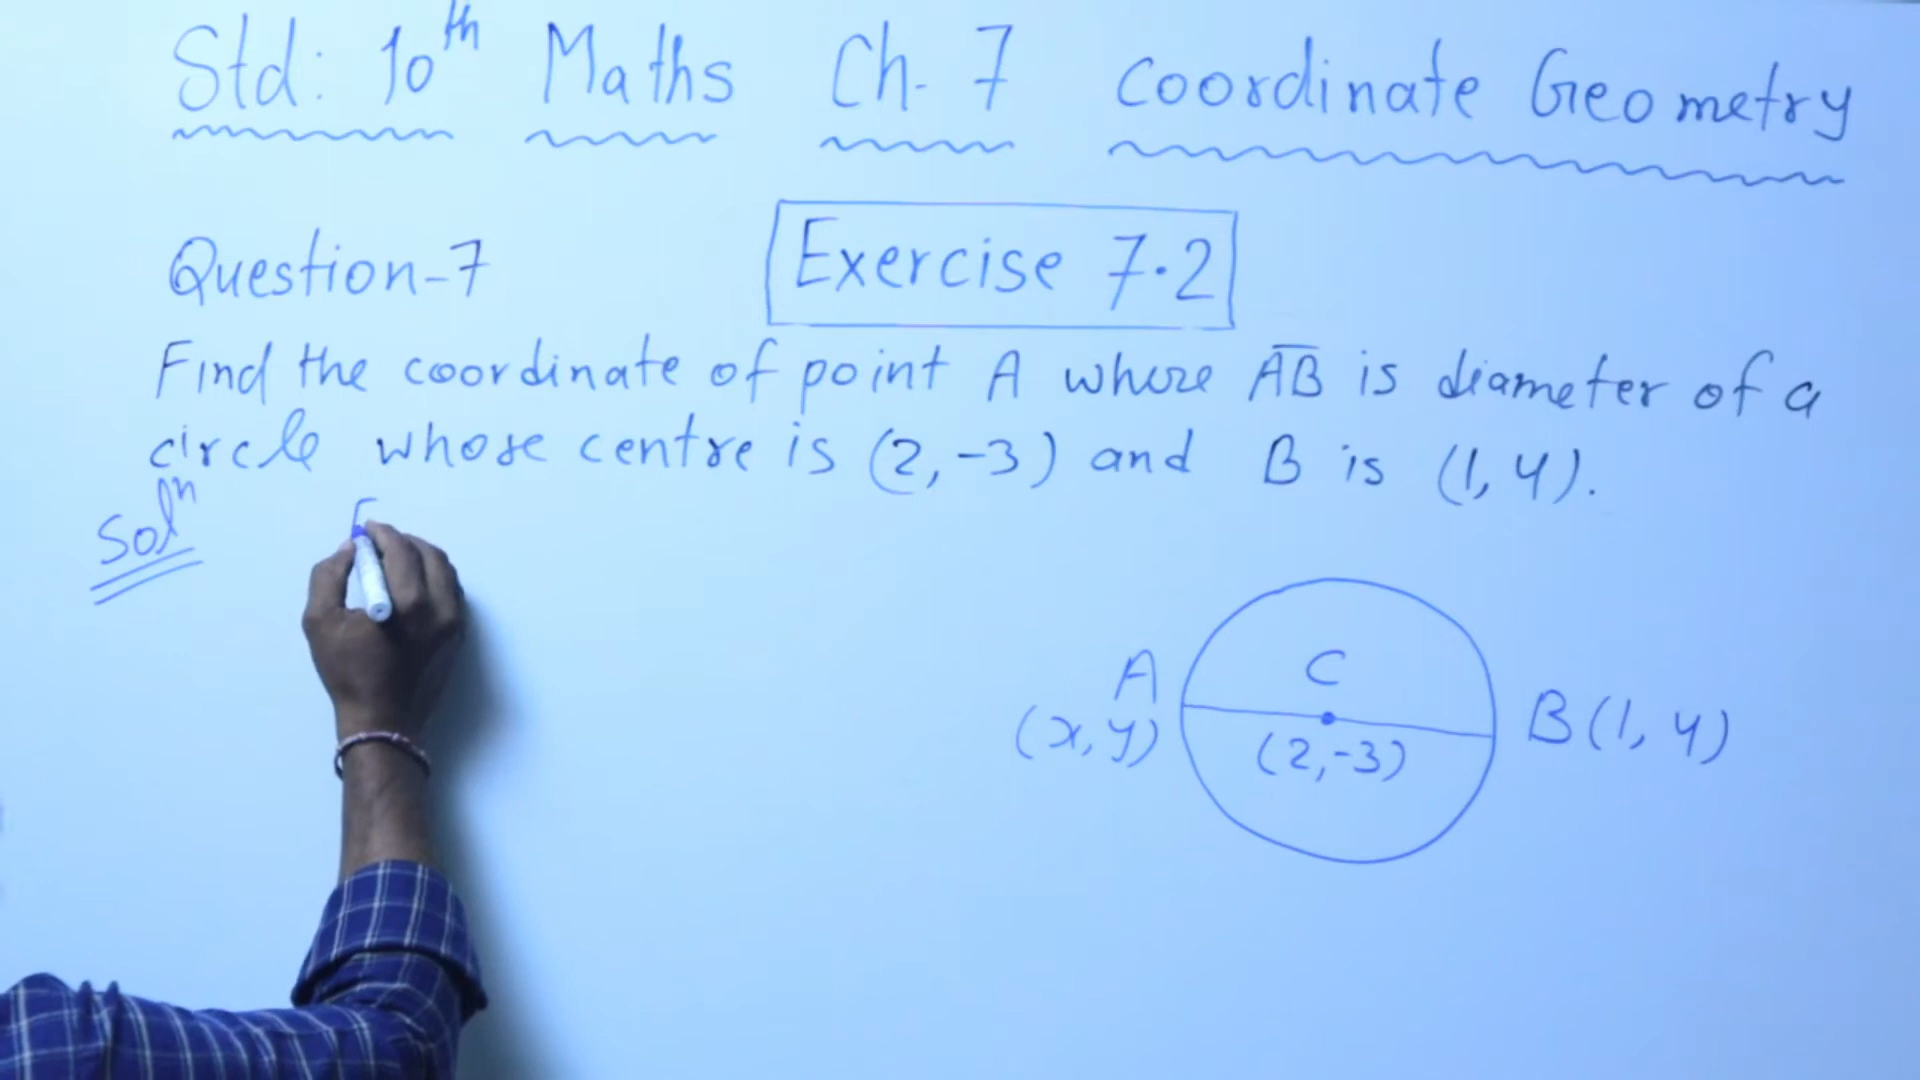 Std: 10th Maths Ch. 7 Coordinate Geometry
Question-7
Exercise 7.2
Find the coordinate of point A where AB is diameter of a
circle whose centre is (2,-3) and B is (1,4).
Solⁿ
A
(x,y)
C
(2,-3)
B(1,4)